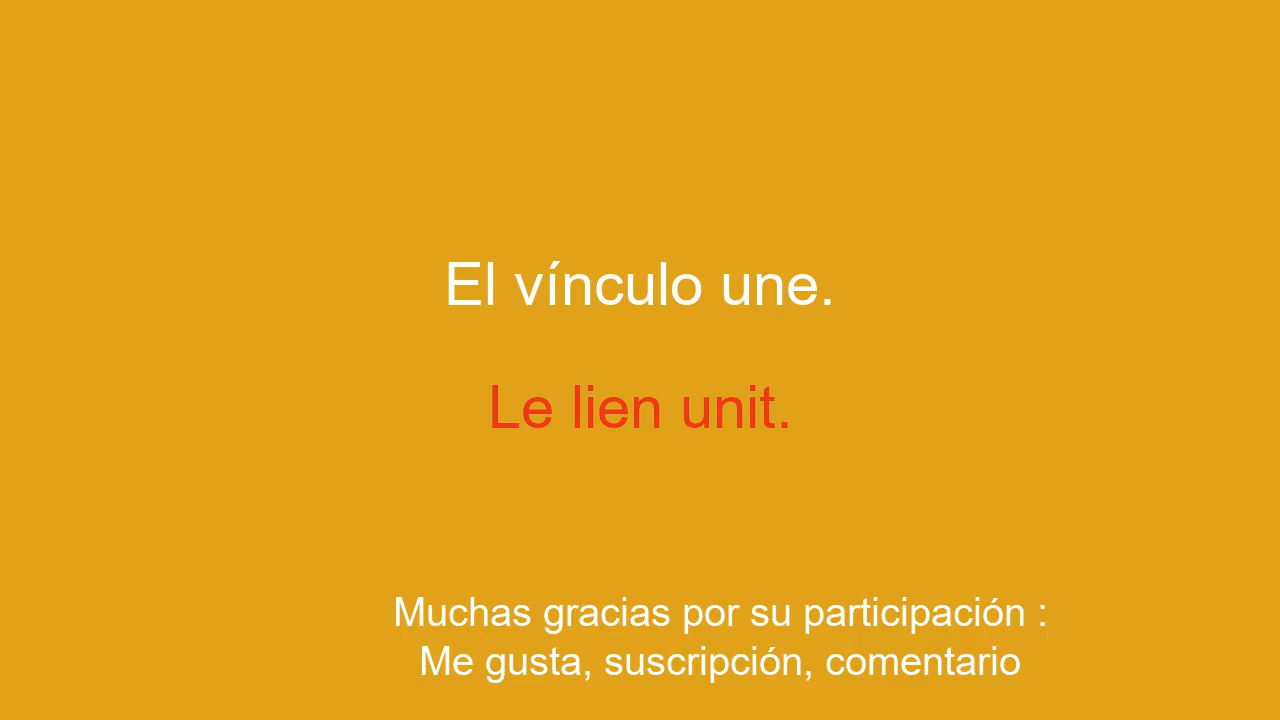 El vínculo une.
Le lien unit.
Muchas gracias por su participación :
Me gusta, suscripción, comentario